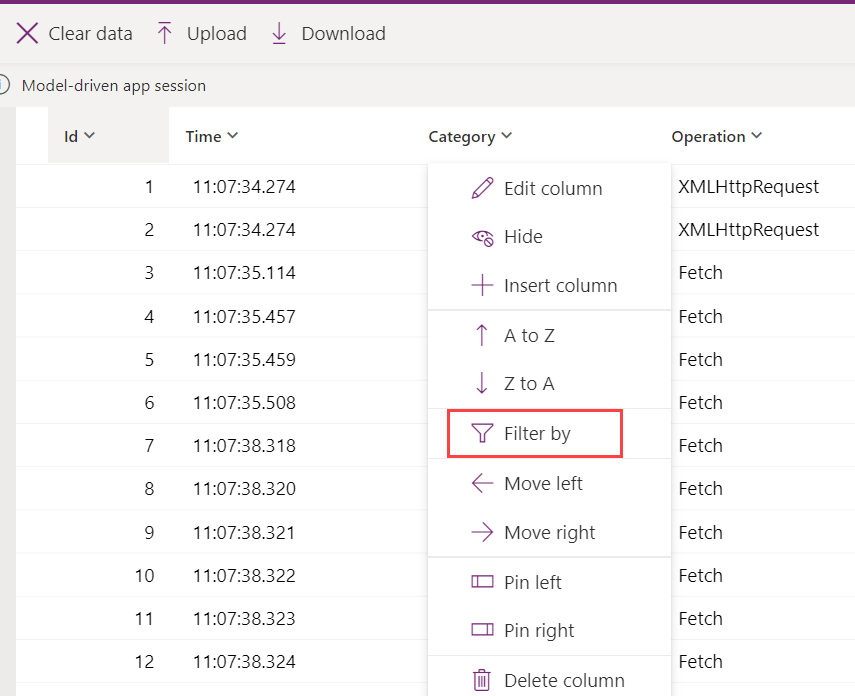 Clear data Upload Download
Model-driven app session
Id Time Category Operation
1 11:07:34.274 Edit column XMLHttpRequest
2 11:07:34.274 Hide XMLHttpRequest
3 11:07:35.114 Insert column Fetch
4 11:07:35.457 A to Z Fetch
5 11:07:35.459 Z to A Fetch
6 11:07:35.508 Fetch
7 11:07:38.318 Filter by Fetch
8 11:07:38.320 Move left Fetch
9 11:07:38.321 Move right Fetch
10 11:07:38.322 Pin left Fetch
11 11:07:38.323 Pin right Fetch
12 11:07:38.324 Fetch
Delete column